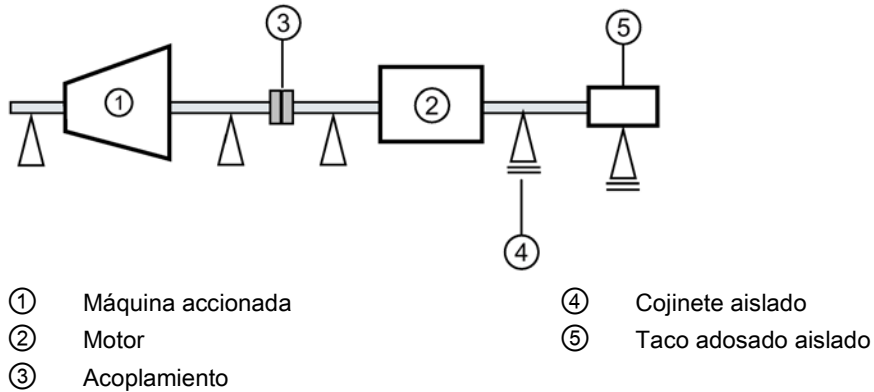 ③
⑤
①
②
④
① Máquina accionada
② Motor
③ Acoplamiento
④ Cojinete aislado
⑤ Taco adosado aislado